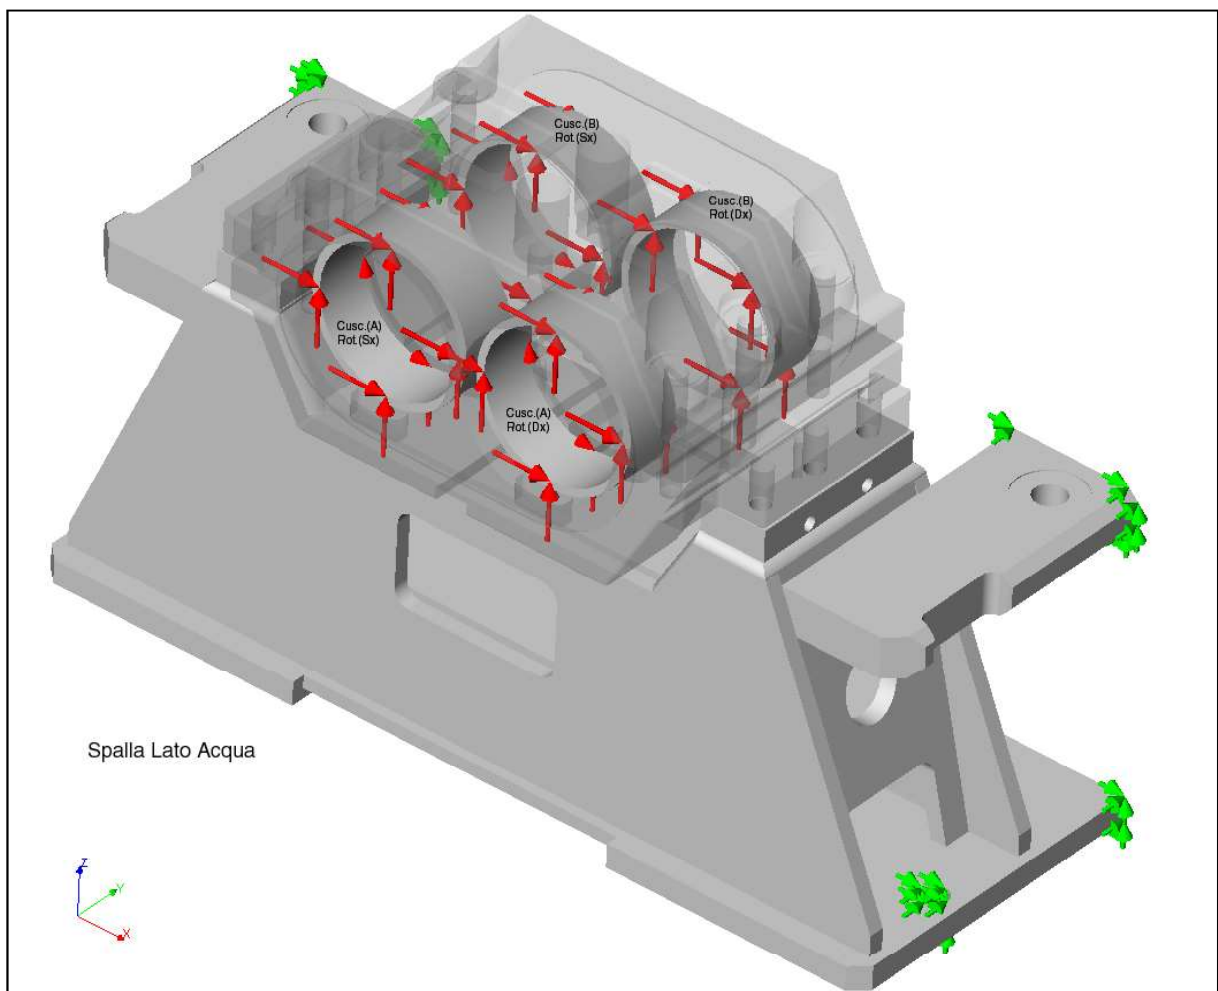 Cusc.(B)
Rot.(Sx)
Cusc.(B)
Rot.(Dx)
Cusc.(A)
Rot.(Sx)
Cusc.(A)
Rot.(Dx)
Spalla Lato Acqua
Z
Y
X